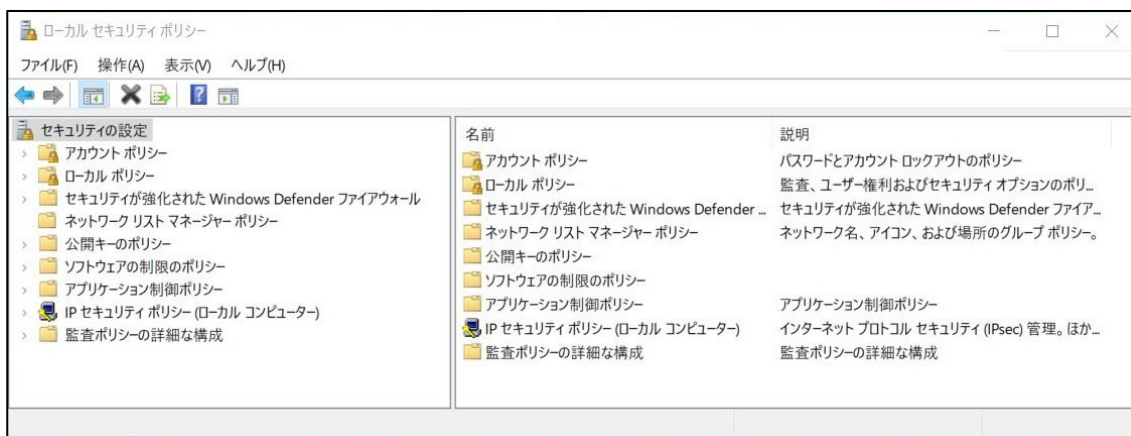 ローカル セキュリティ ポリシー
ファイル(F) 操作(A) 表示(V) ヘルプ(H)
セキュリティの設定
アカウント ポリシー
ローカル ポリシー
セキュリティが強化された Windows Defender ファイアウォール
ネットワーク リスト マネージャー ポリシー
公開キーのポリシー
ソフトウェアの制限のポリシー
アプリケーション制御ポリシー
IP セキュリティ ポリシー (ローカル コンピューター)
監査ポリシーの詳細な構成
名前 説明
アカウント ポリシー パスワードとアカウント ロックアウトのポリシー
ローカル ポリシー 監査、ユーザー権利およびセキュリティ オプションのポリ...
セキュリティが強化された Windows Defender ... セキュリティが強化された Windows Defender ファイア...
ネットワーク リスト マネージャー ポリシー ネットワーク名、アイコン、および場所のグループ ポリシー。
公開キーのポリシー
ソフトウェアの制限のポリシー
アプリケーション制御ポリシー アプリケーション制御ポリシー
IP セキュリティ ポリシー (ローカル コンピューター) インターネット プロトコル セキュリティ (IPsec) 管理。ほか...
監査ポリシーの詳細な構成 監査ポリシーの詳細な構成